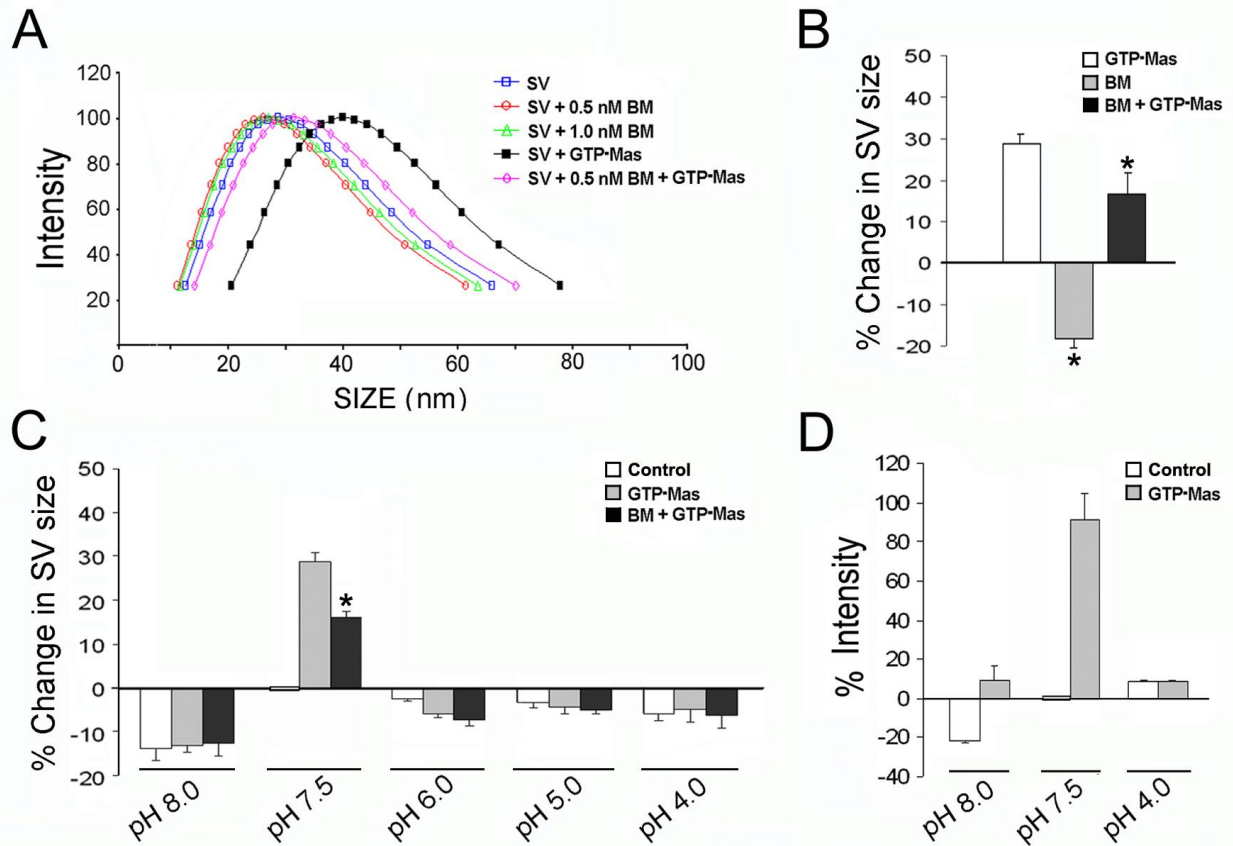 A
Intensity
120
100
80
60
40
20
0
20
40
60
80
100
SIZE (nm)
SV
SV + 0.5 nM BM
SV + 1.0 nM BM
SV + GTP-Mas
SV + 0.5 nM BM + GTP-Mas
B
% Change in SV size
50
40
30
20
10
0
-10
-20
GTP-Mas
BM
BM + GTP-Mas
*
*
C
% Change in SV size
50
40
30
20
10
0
-10
-20
Control
GTP-Mas
BM + GTP-Mas
*
pH 8.0
pH 7.5
pH 6.0
pH 5.0
pH 4.0
D
% Intensity
120
100
80
60
40
20
0
-20
-40
Control
GTP-Mas
pH 8.0
pH 7.5
pH 4.0